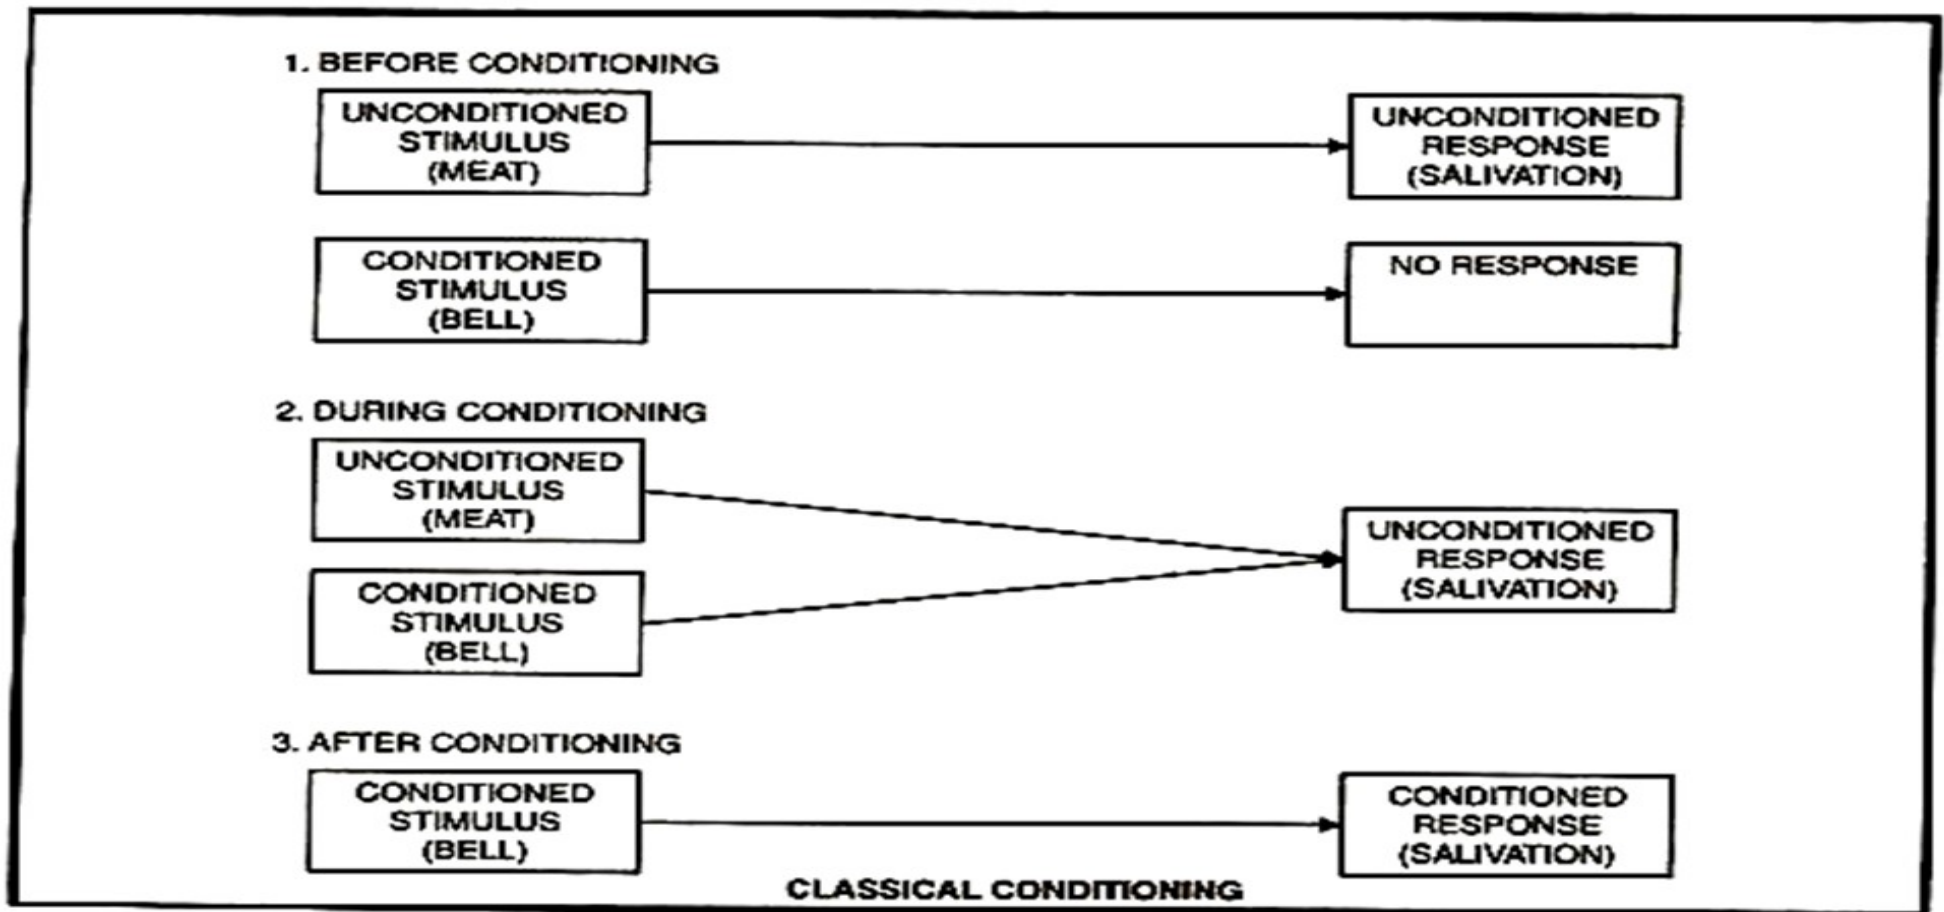 1. BEFORE CONDITIONING
UNCONDITIONED
STIMULUS
(MEAT)
UNCONDITIONED
RESPONSE
(SALIVATION)
CONDITIONED
STIMULUS
(BELL)
NO RESPONSE
2. DURING CONDITIONING
UNCONDITIONED
STIMULUS
(MEAT)
CONDITIONED
STIMULUS
(BELL)
UNCONDITIONED
RESPONSE
(SALIVATION)
3. AFTER CONDITIONING
CONDITIONED
STIMULUS
(BELL)
CONDITIONED
RESPONSE
(SALIVATION)
CLASSICAL CONDITIONING